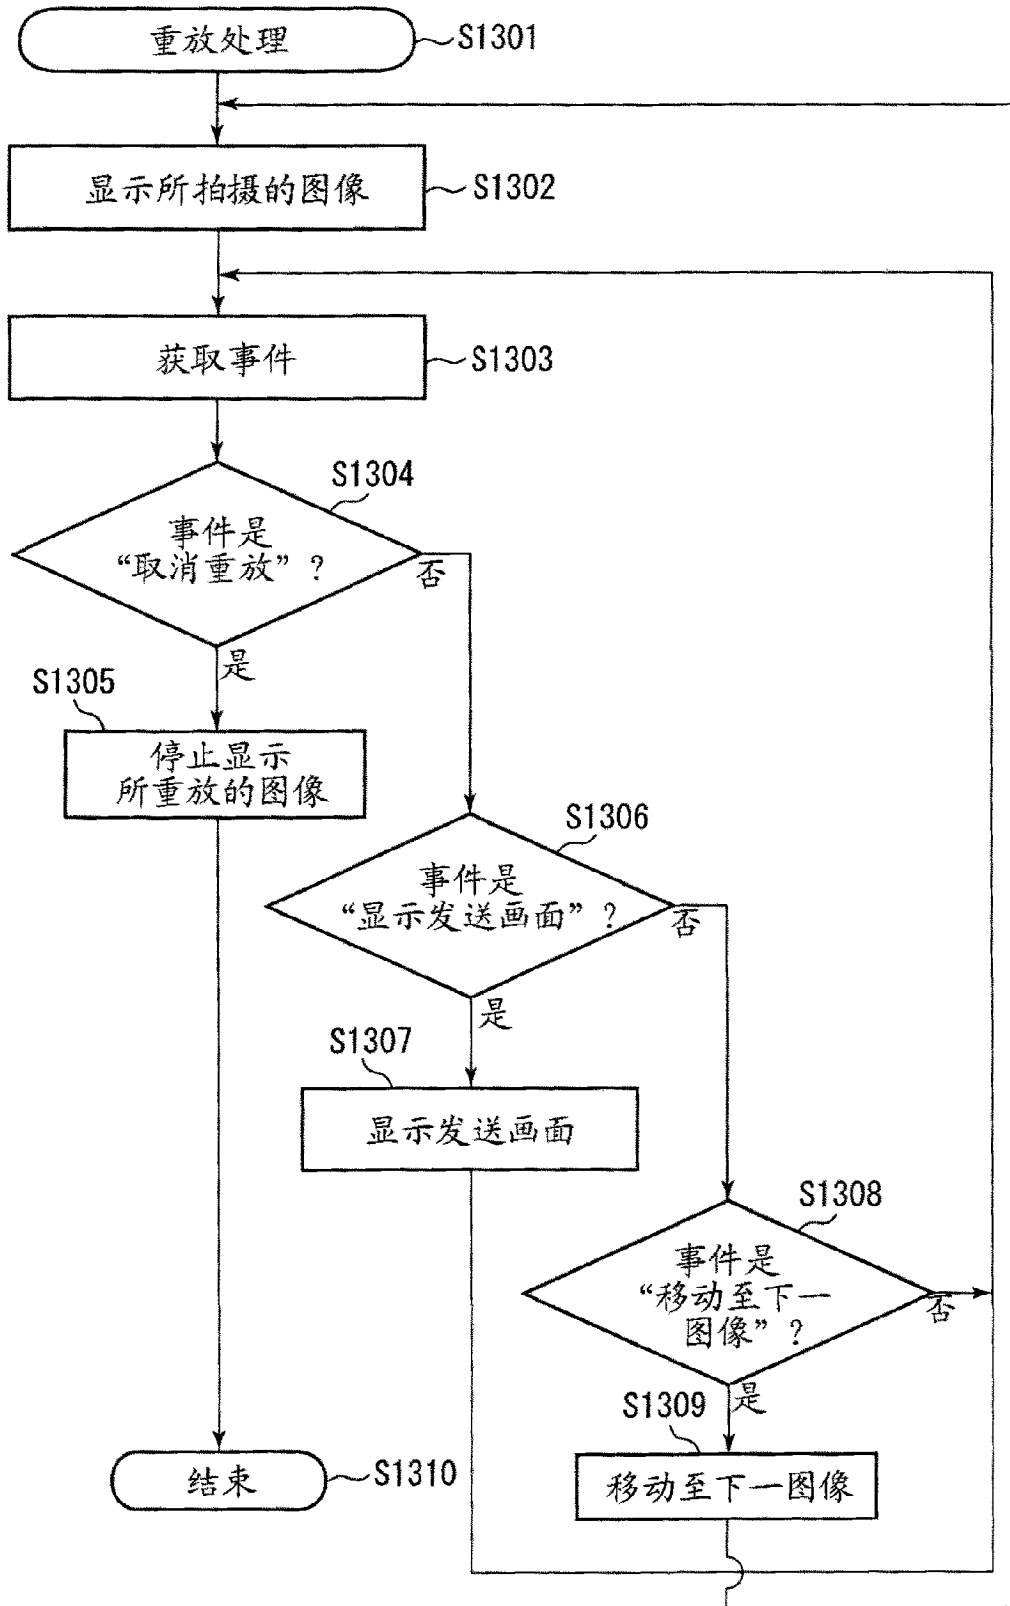 重放处理
S1301
显示所拍摄的图像
S1302
获取事件
S1303
S1304
事件是
“取消重放”？
否
是
S1305
停止显示
所重放的图像
S1306
事件是
“显示发送画面”？
否
是
S1307
显示发送画面
S1308
事件是
“移动至下一
图像”？
否
是
S1309
移动至下一图像
结束
S1310